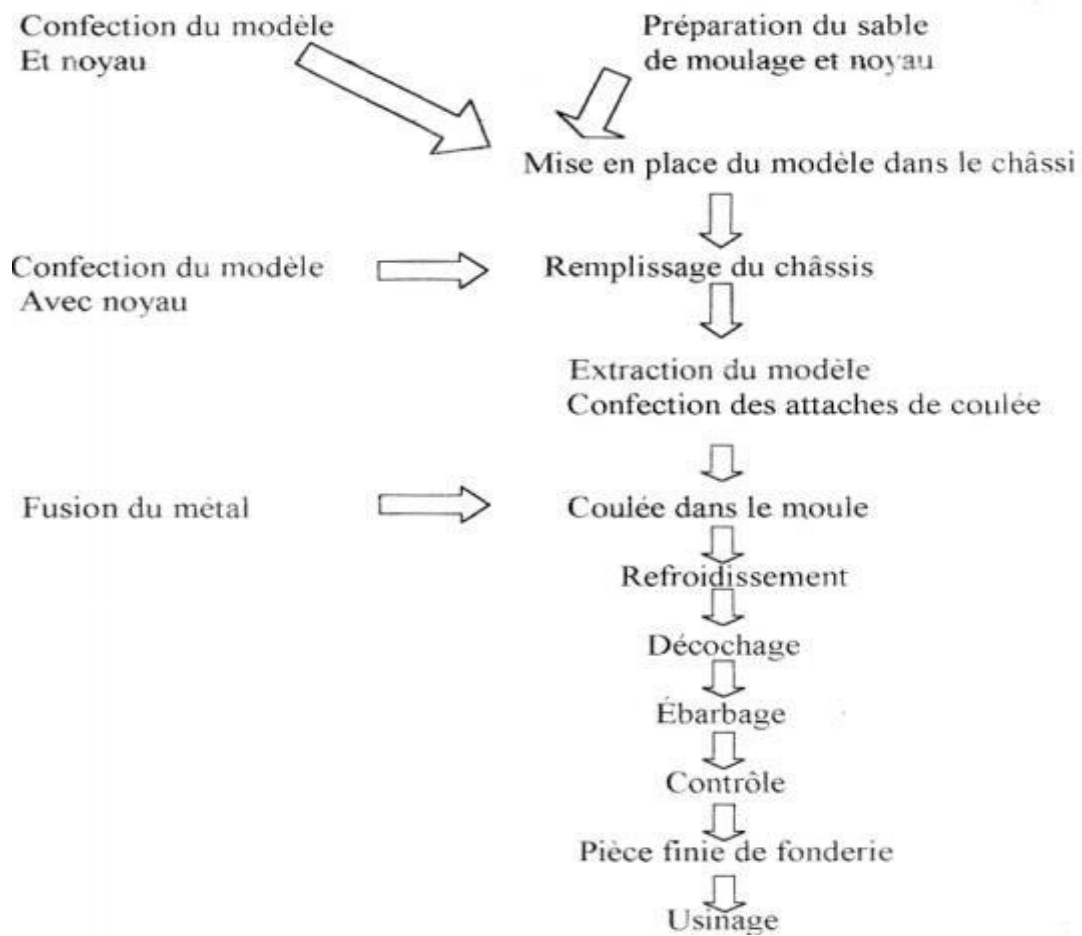 Confection du modèle
Et noyau
Préparation du sable
de moulage et noyau
Mise en place du modèle dans le châssi
Confection du modèle
Avec noyau
Remplissage du châssis
Extraction du modèle
Confection des attaches de coulée
Fusion du métal
Coulée dans le moule
Refroidissement
Décochage
Ébarbage
Contrôle
Pièce finie de fonderie
Usinage